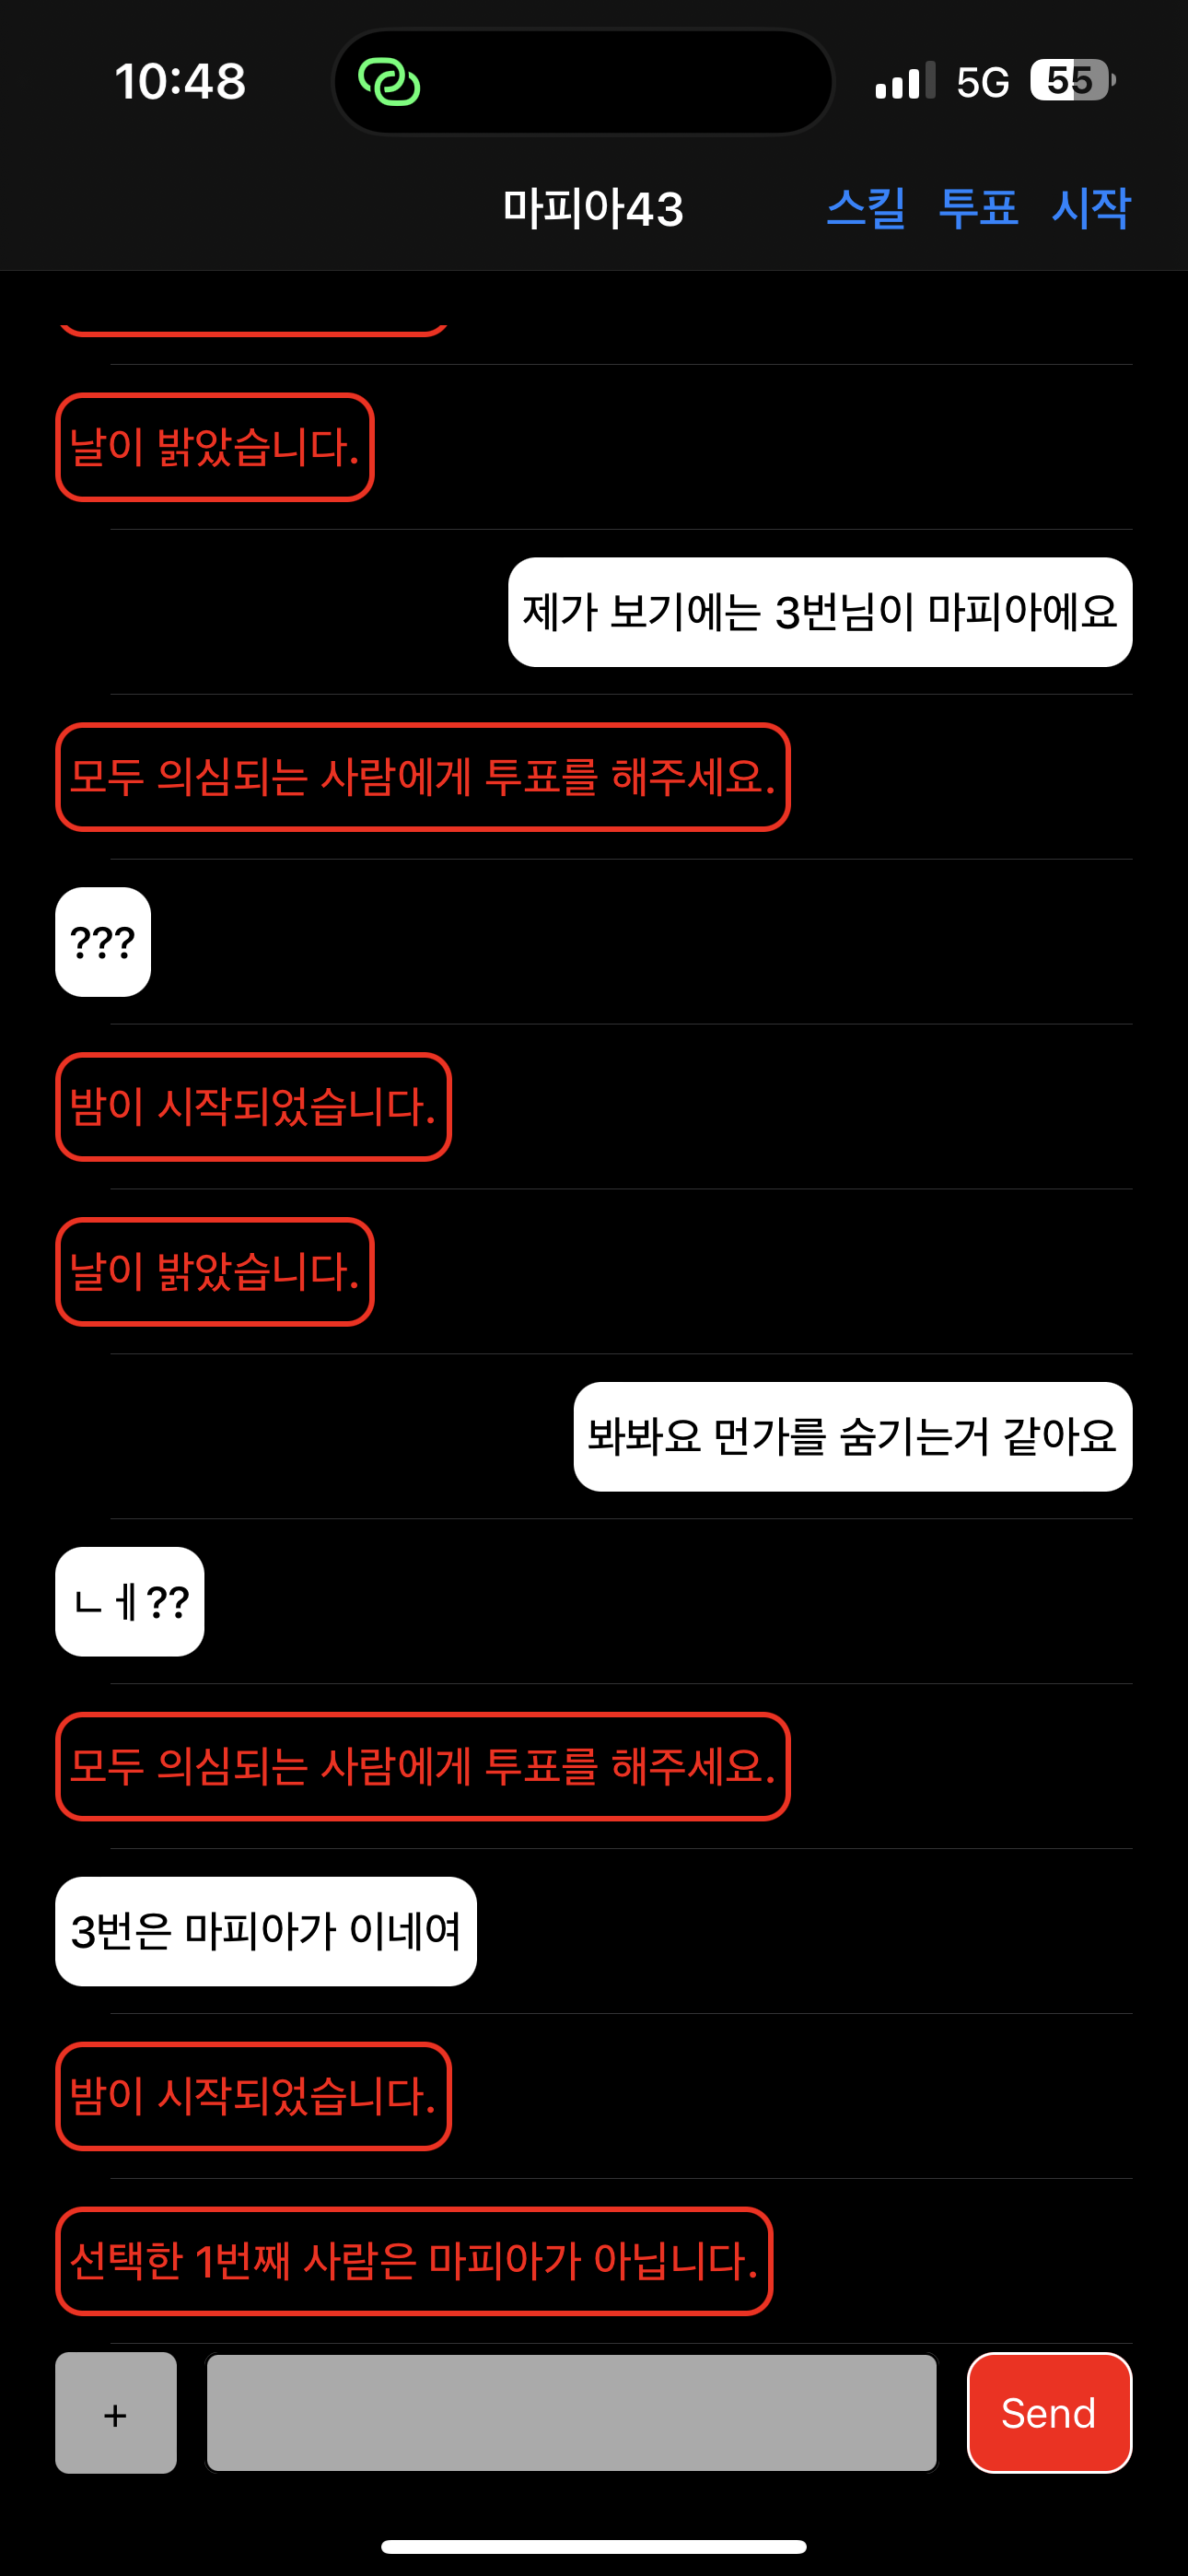 10:48
5G
55
마피아43
스킬 투표 시작
날이 밝았습니다.
제가 보기에는 3번님이 마피아에요
모두 의심되는 사람에게 투표를 해주세요.
???
밤이 시작되었습니다.
날이 밝았습니다.
봐봐요 먼가를 숨기는거 같아요
ㄴㅔ??
모두 의심되는 사람에게 투표를 해주세요.
3번은 마피아가 이네여
밤이 시작되었습니다.
선택한 1번째 사람은 마피아가 아닙니다.
+
Send